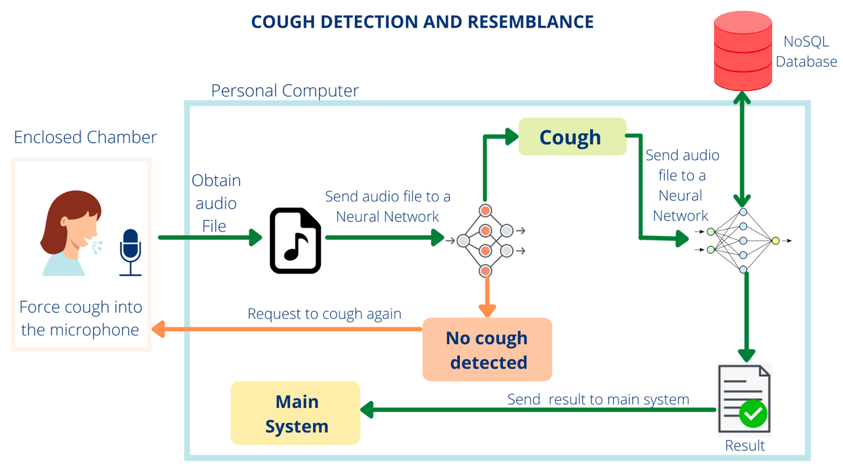 COUGH DETECTION AND RESEMBLANCE
NoSQL
Database
Personal Computer
Enclosed Chamber
Cough
Obtain
audio
File
Send audio file to a
Neural Network
Send audio
file to a
Neural
Network
Force cough into
the microphone
Request to cough again
No cough
detected
Main
System
Send result to main system
Result